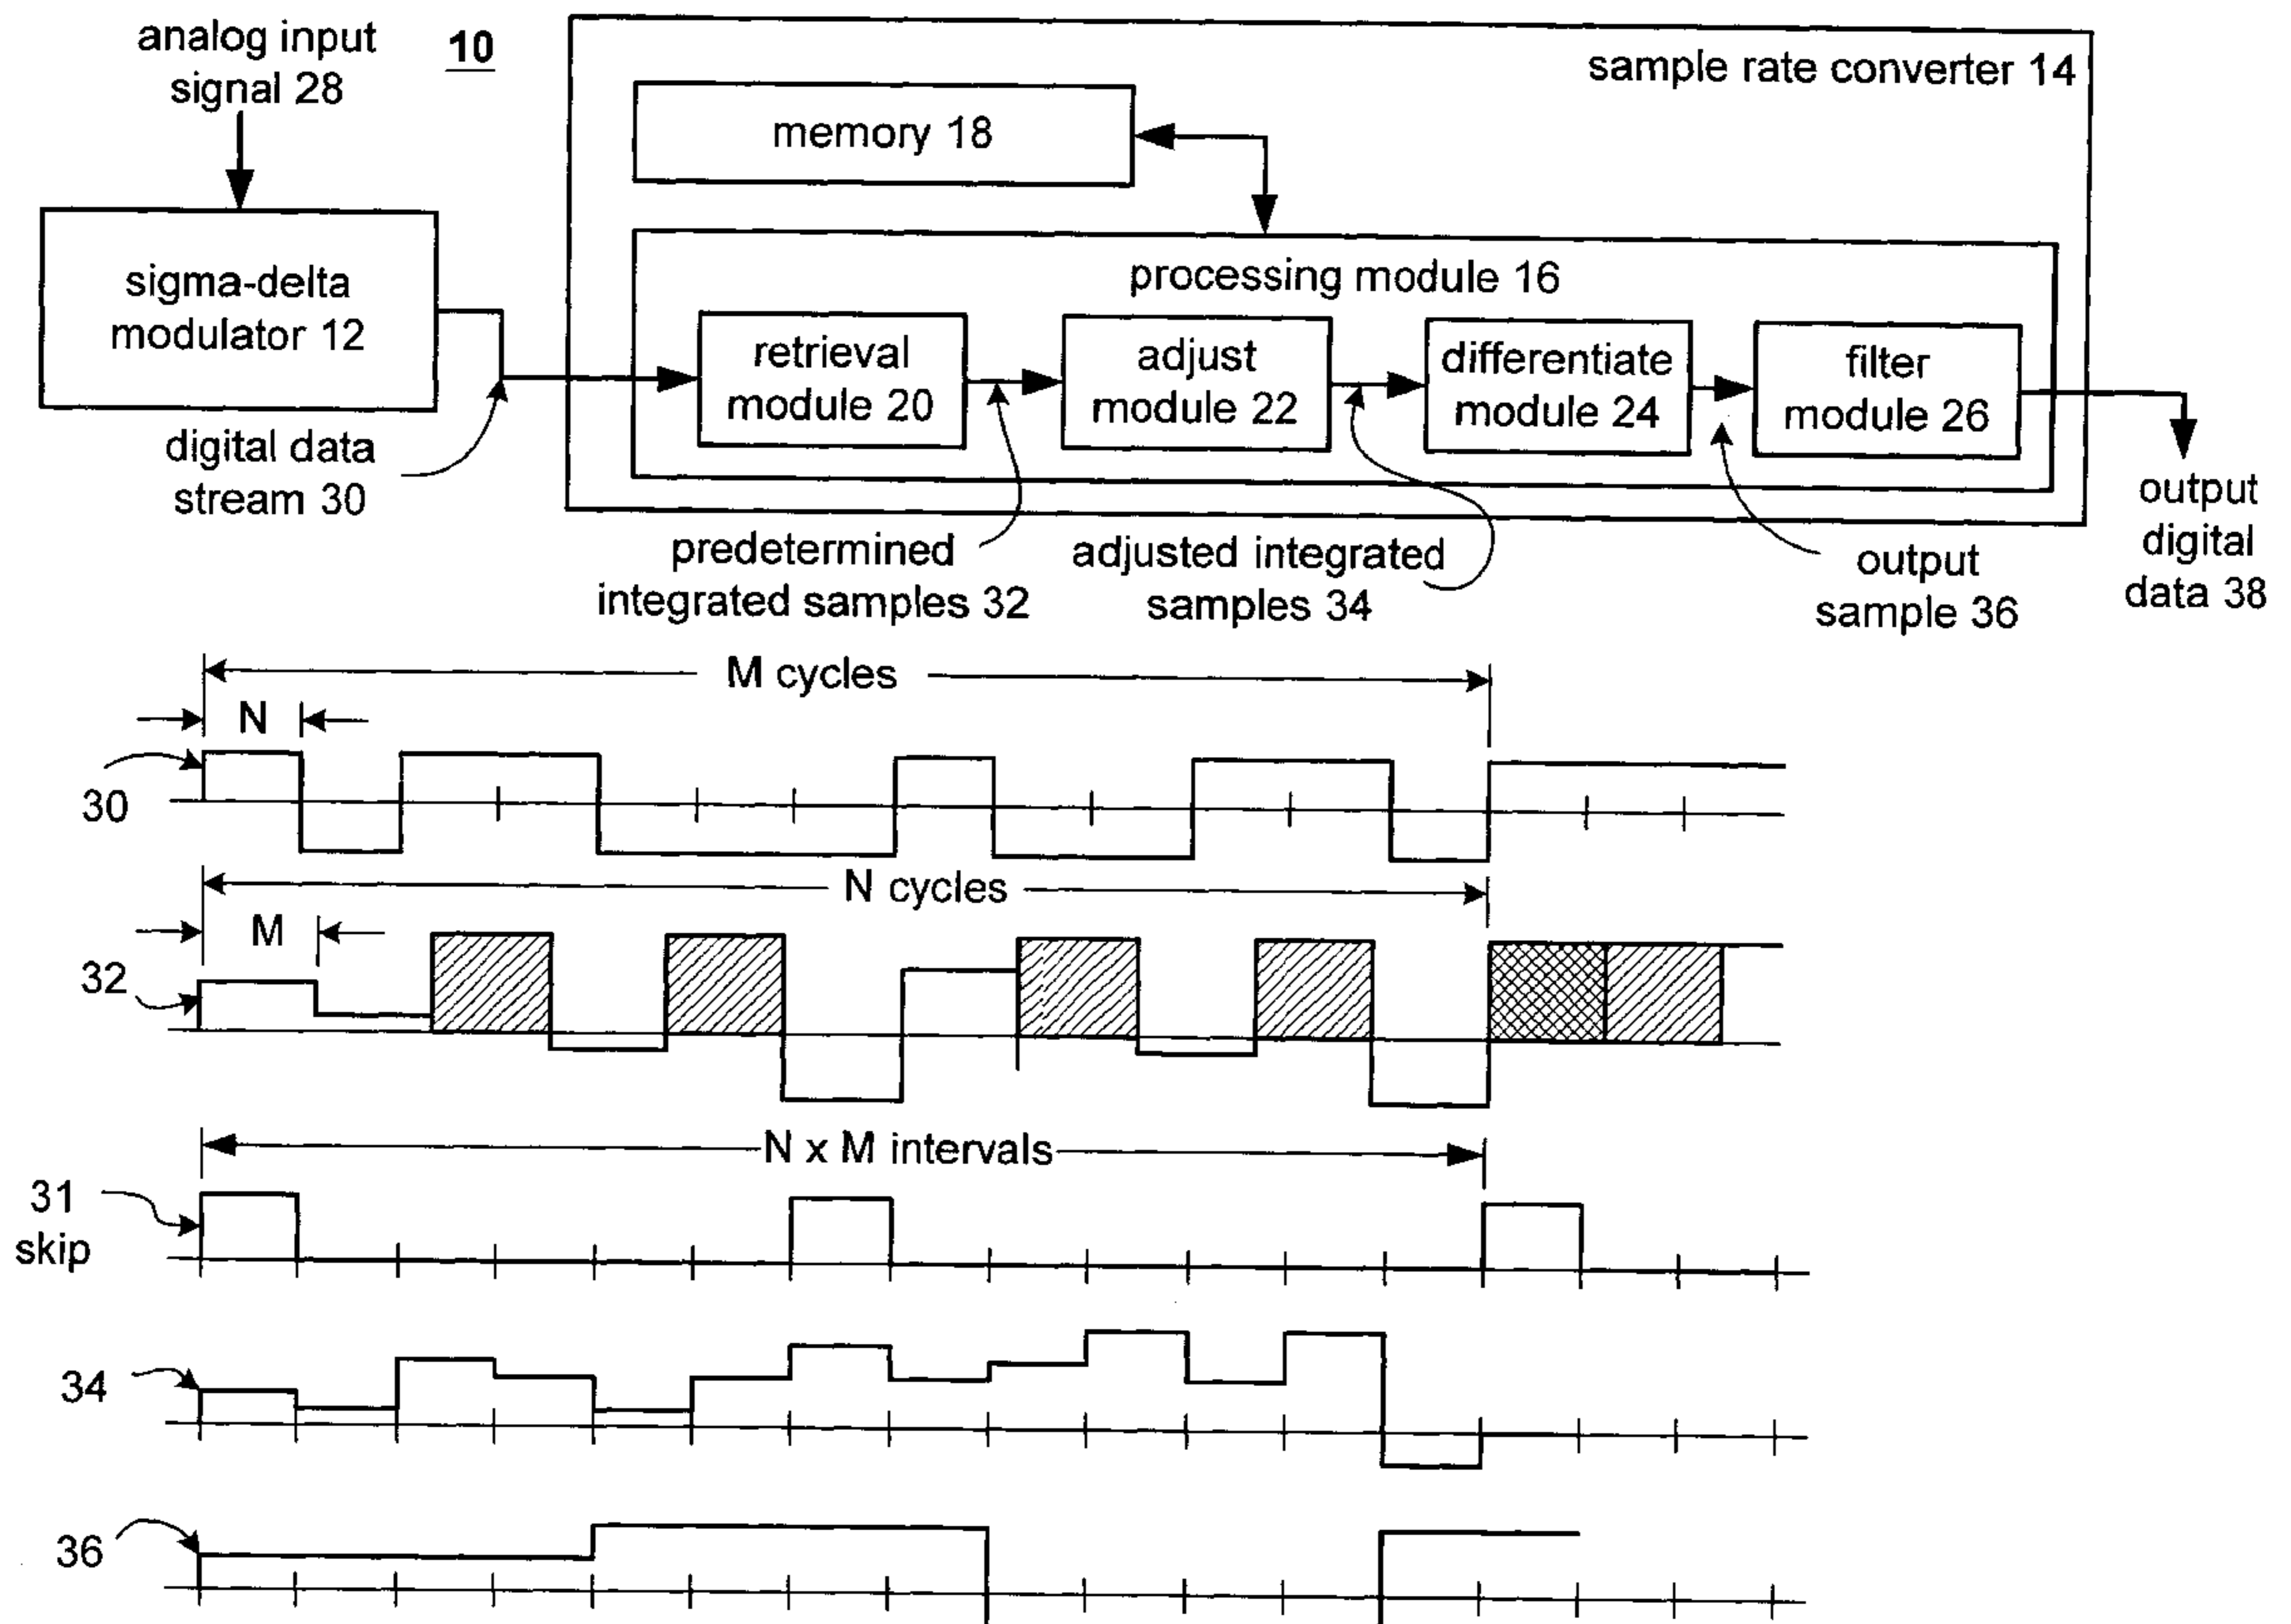 analog input
signal 28
10
sample rate converter 14
memory 18
sigma-delta
modulator 12
processing module 16
retrieval
module 20
adjust
module 22
differentiate
module 24
filter
module 26
digital data
stream 30
predetermined
integrated samples 32
adjusted integrated
samples 34
output
sample 36
output
digital
data 38
M cycles
N
30
N cycles
M
32
N x M intervals
31
skip
34
36